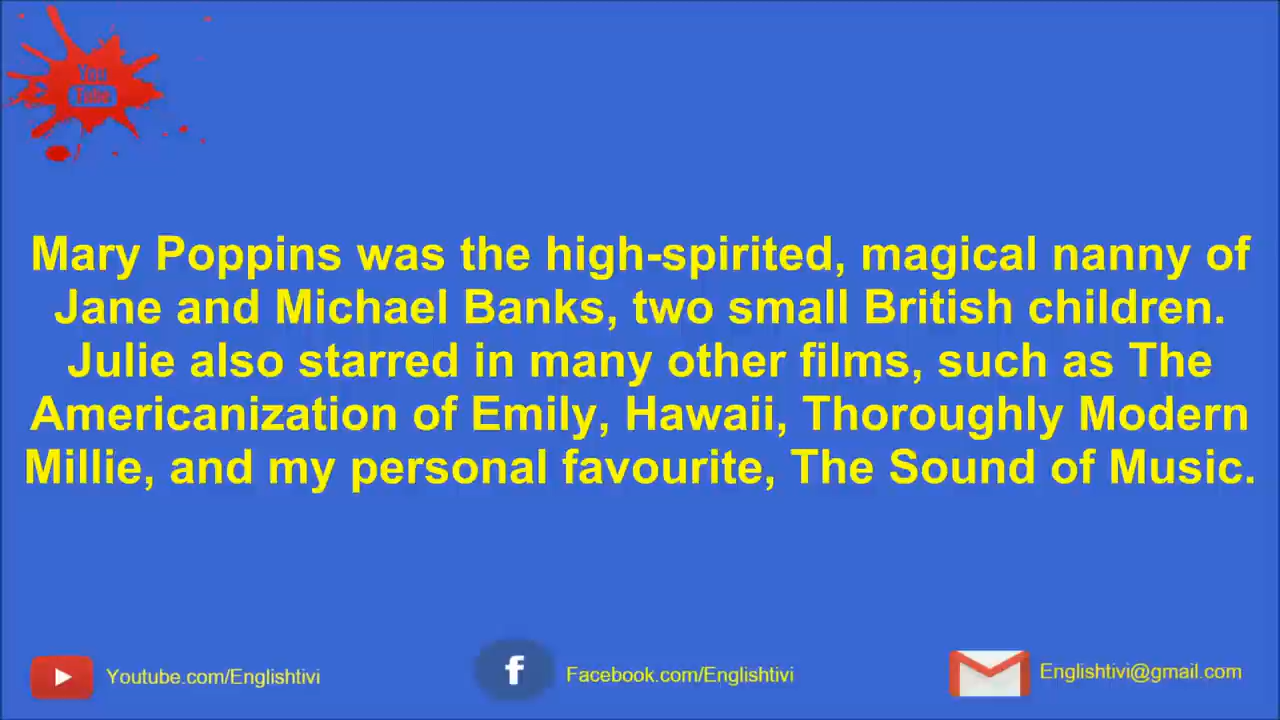 You
Tube
Mary Poppins was the high-spirited, magical nanny of
Jane and Michael Banks, two small British children.
Julie also starred in many other films, such as The
Americanization of Emily, Hawaii, Thoroughly Modern
Millie, and my personal favourite, The Sound of Music.
Youtube.com/Englishtivi
Facebook.com/Englishtivi
Englishtivi@gmail.com